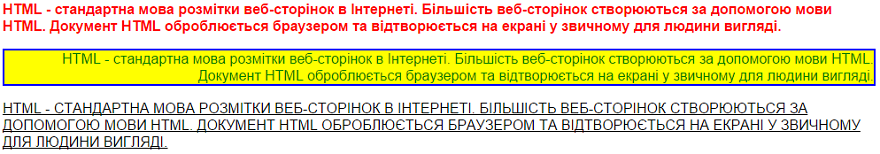 HTML - стандартна мова розмітки веб-сторінок в Інтернеті. Більшість веб-сторінок створюються за допомогою мови
HTML. Документ HTML оброблюється браузером та відтворюється на екрані у звичному для людини вигляді.
HTML - стандартна мова розмітки веб-сторінок в Інтернеті. Більшість веб-сторінок створюються за допомогою мови HTML.
Документ HTML оброблюється браузером та відтворюється на екрані у звичному для людини вигляді.
HTML - СТАНДАРТНА МОВА РОЗМІТКИ ВЕБ-СТОРІНОК В ІНТЕРНЕТІ. БІЛЬШІСТЬ ВЕБ-СТОРІНОК СТВОРЮЮТЬСЯ ЗА
ДОПОМОГОЮ МОВИ HTML. ДОКУМЕНТ HTML ОБРОБЛЮЄТЬСЯ БРАУЗЕРОМ ТА ВІДТВОРЮЄТЬСЯ НА ЕКРАНІ У ЗВИЧНОМУ
ДЛЯ ЛЮДИНИ ВИГЛЯДІ.